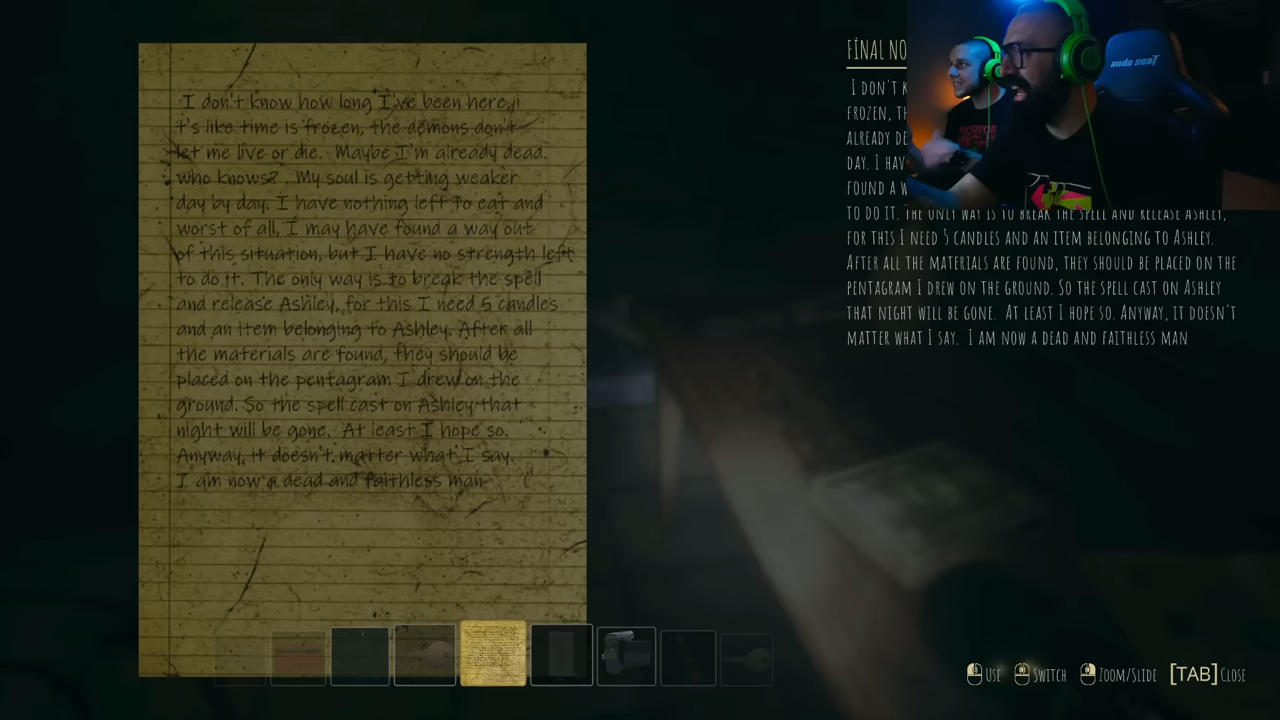 I don't know how long I've been here, i
t's like time is frozen, the demons don't
let me live or die. Maybe I'm already dead.
who knows? My soul is getting weaker
day by day. I have nothing left to eat and
worst of all, I may have found a way out
of this situation, but I have no strength left
to do it. The only way is to break the spell
and release Ashley, for this I need 5 candles
and an item belonging to Ashley. After all
the materials are found, they should be
placed on the pentagram I drew on the
ground. So the spell cast on Ashley that
night will be gone. At least I hope so.
Anyway, it doesn't matter what I say.
I am now a dead and faithless man
FINAL
I DON'T
FROZEN,
ALREADY
DAY. I
FOUND A
TO DO IT. THE ONLY WAY IS TO BREAK THE SPELL AND RELEASE ASHLEY,
FOR THIS I NEED 5 CANDLES AND AN ITEM BELONGING TO ASHLEY.
AFTER ALL THE MATERIALS ARE FOUND, THEY SHOULD BE PLACED ON THE
PENTAGRAM I DREW ON THE GROUND. SO THE SPELL CAST ON ASHLEY
THAT NIGHT WILL BE GONE. AT LEAST I HOPE SO. ANYWAY, IT DOESN'T
MATTER WHAT I SAY. I AM NOW A DEAD AND FAITHLESS MAN
anda seaT
USE SWITCH ZOOM/SLIDE [TAB] CLOSE